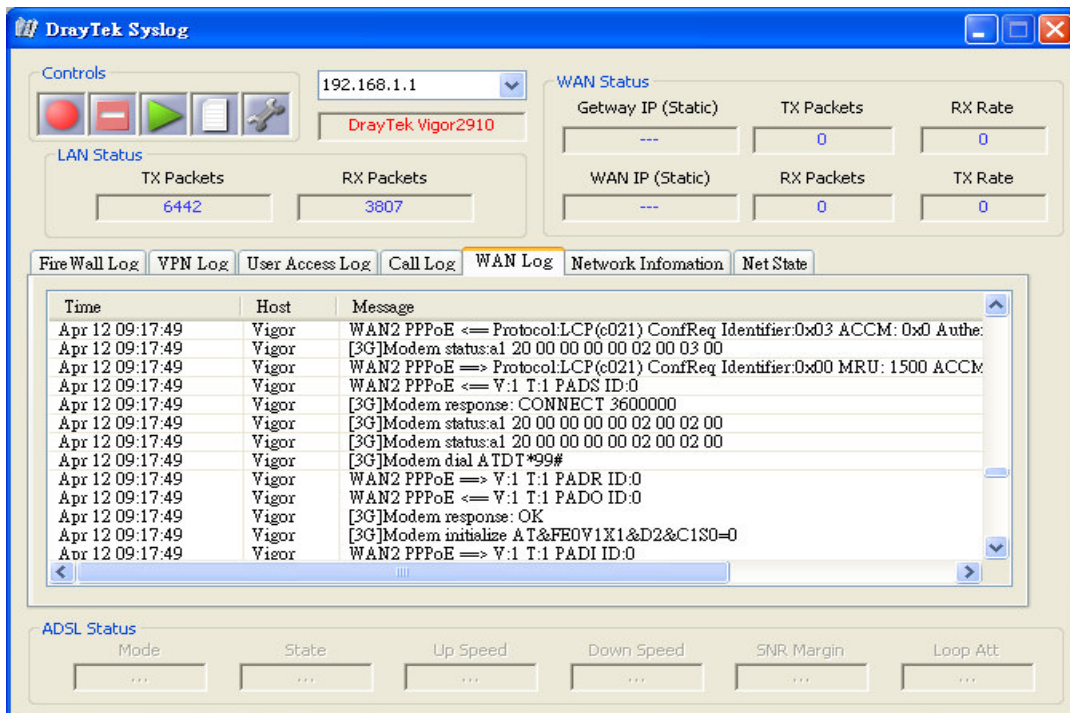 DrayTek Syslog
Controls
192.168.1.1
DrayTek Vigor2910
WAN Status
Getway IP (Static) TX Packets RX Rate
--- 0 0
WAN IP (Static) RX Packets TX Rate
--- 0 0
LAN Status
TX Packets RX Packets
6442 3807
FireWall Log VPN Log User Access Log Call Log WAN Log Network Infomation Net State
Time Host Message
Apr 12 09:17:49 Vigor WAN2 PPPoE <== Protocol:LCP(c021) ConfReq Identifier:0x03 ACCM: 0x0 Authe:
Apr 12 09:17:49 Vigor [3G]Modem status:a1 20 00 00 00 00 02 00 03 00
Apr 12 09:17:49 Vigor WAN2 PPPoE ==> Protocol:LCP(c021) ConfReq Identifier:0x00 MRU: 1500 ACCM
Apr 12 09:17:49 Vigor WAN2 PPPoE <== V:1 T:1 PADS ID:0
Apr 12 09:17:49 Vigor [3G]Modem response: CONNECT 3600000
Apr 12 09:17:49 Vigor [3G]Modem status:a1 20 00 00 00 00 02 00 02 00
Apr 12 09:17:49 Vigor [3G]Modem status:a1 20 00 00 00 00 02 00 02 00
Apr 12 09:17:49 Vigor [3G]Modem dial ATDT*99#
Apr 12 09:17:49 Vigor WAN2 PPPoE ==> V:1 T:1 PADR ID:0
Apr 12 09:17:49 Vigor WAN2 PPPoE <== V:1 T:1 PADO ID:0
Apr 12 09:17:49 Vigor [3G]Modem response: OK
Apr 12 09:17:49 Vigor [3G]Modem initialize AT&FE0V1X1&D2&C1S0=0
Apr 12 09:17:49 Vigor WAN2 PPPoE ==> V:1 T:1 PADI ID:0
ADSL Status
Mode State Up Speed Down Speed SNR Margin Loop Att
... ... ... ... ... ...